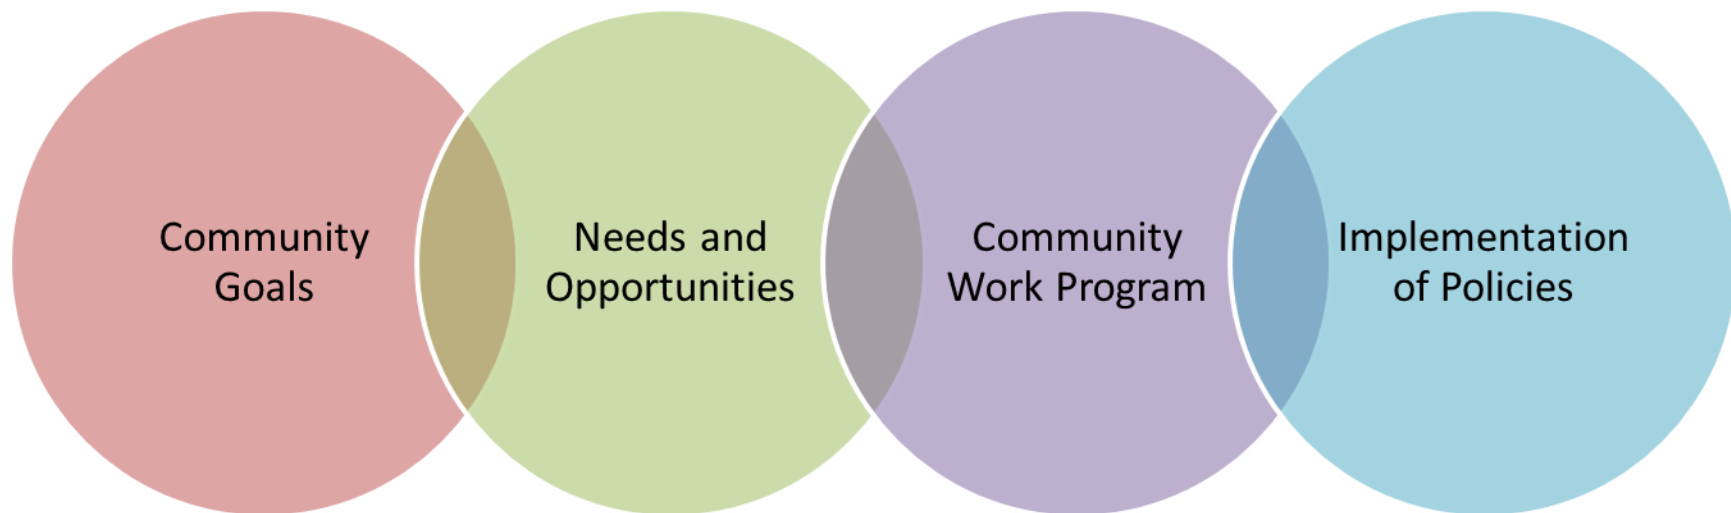 Community
Goals
Needs and
Opportunities
Community
Work Program
Implementation
of Policies